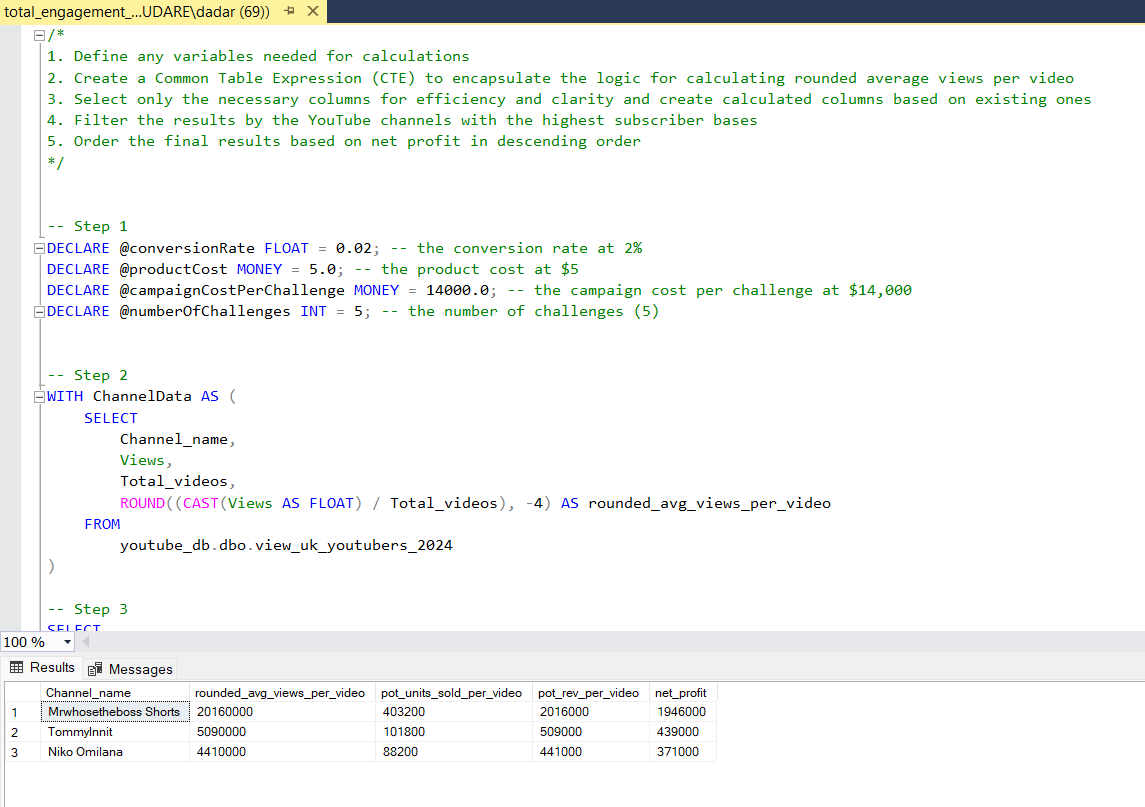 total_engagement_...UDARE\dadar (69))
/*
1. Define any variables needed for calculations
2. Create a Common Table Expression (CTE) to encapsulate the logic for calculating rounded average views per video
3. Select only the necessary columns for efficiency and clarity and create calculated columns based on existing ones
4. Filter the results by the YouTube channels with the highest subscriber bases
5. Order the final results based on net profit in descending order
*/
-- Step 1
DECLARE @conversionRate FLOAT = 0.02; -- the conversion rate at 2%
DECLARE @productCost MONEY = 5.0; -- the product cost at $5
DECLARE @campaignCostPerChallenge MONEY = 14000.0; -- the campaign cost per challenge at $14,000
DECLARE @numberOfChallenges INT = 5; -- the number of challenges (5)
-- Step 2
WITH ChannelData AS (
SELECT
Channel_name,
Views,
Total_videos,
ROUND((CAST(Views AS FLOAT) / Total_videos), -4) AS rounded_avg_views_per_video
FROM
youtube_db.dbo.view_uk_youtubers_2024
)
-- Step 3
SELECT
100 %
Results Messages
Channel_name rounded_avg_views_per_video pot_units_sold_per_video pot_rev_per_video net_profit
1 Mrwhosetheboss Shorts 20160000 403200 2016000 1946000
2 TommyInnit 5090000 101800 509000 439000
3 Niko Omilana 4410000 88200 441000 371000